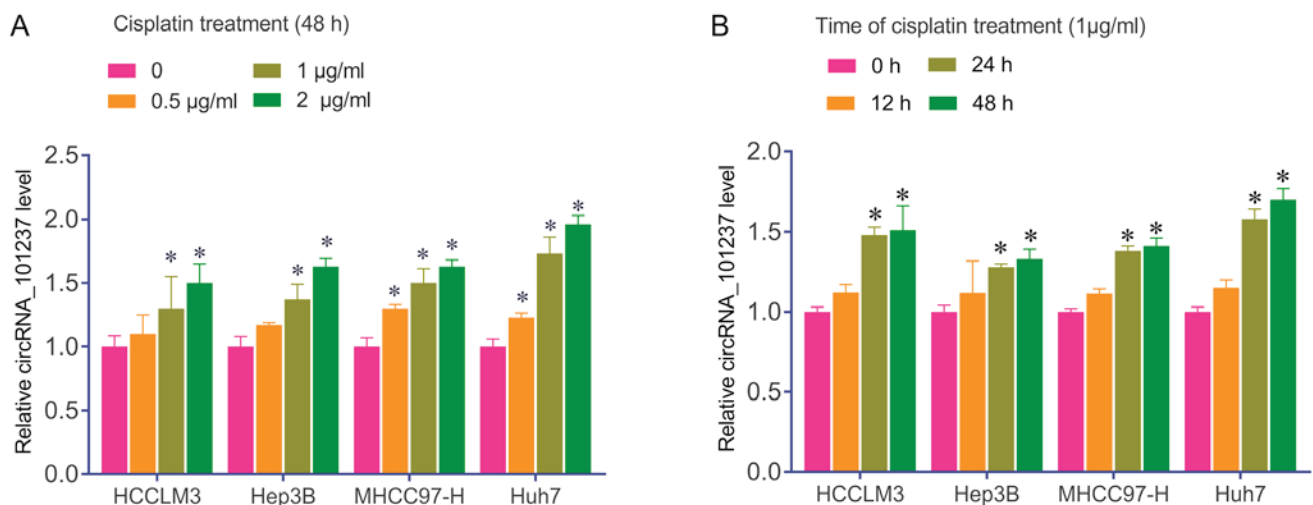 A
Cisplatin treatment (48 h)
0
1 µg/ml
0.5 µg/ml
2 µg/ml
Relative circRNA_101237 level
2.5
2.0
1.5
1.0
0.5
0.0
* * * * * * * * * *
HCCLM3 Hep3B MHCC97-H Huh7
B
Time of cisplatin treatment (1µg/ml)
0 h
24 h
12 h
48 h
Relative circRNA_101237 level
2.0
1.5
1.0
0.5
0.0
* * * * * * * *
HCCLM3 Hep3B MHCC97-H Huh7